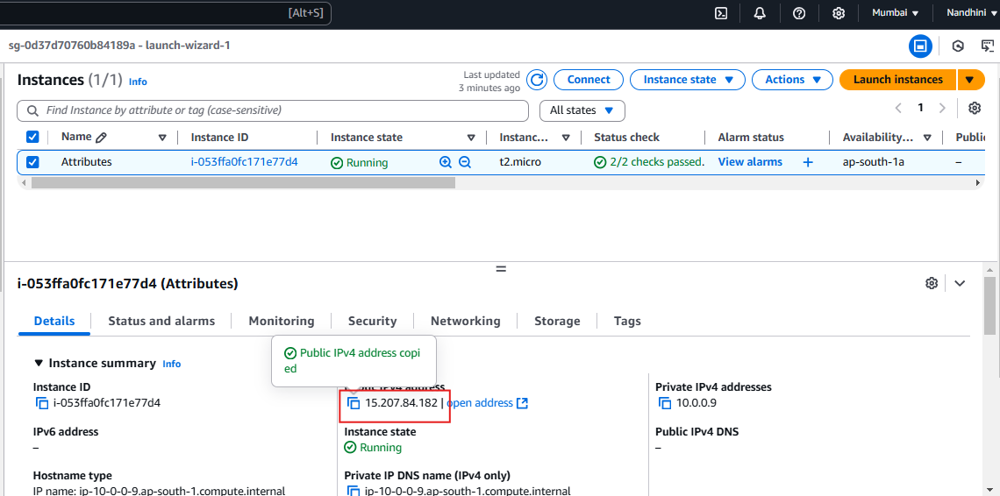 [Alt+S] Mumbai Nandhini
sg-0d37d70760b84189a - launch-wizard-1
Instances (1/1) Info Last updated 3 minutes ago Connect Instance state Actions Launch instances
Find Instance by attribute or tag (case-sensitive) All states 1
Name Instance ID Instance state Instanc... Status check Alarm status Availability...
Attributes i-053ffa0fc171e77d4 Running t2.micro 2/2 checks passed. View alarms + ap-south-1a –
i-053ffa0fc171e77d4 (Attributes)
Details Status and alarms Monitoring Security Networking Storage Tags
Public IPv4 address copi
ed
Instance summary Info
Instance ID address Private IPv4 addresses
i-053ffa0fc171e77d4 15.207.84.182 | open address 10.0.0.9
IPv6 address Instance state Public IPv4 DNS
– Running –
Hostname type Private IP DNS name (IPv4 only)
IP name: ip-10-0-0-9.ap-south-1.compute.internal ip-10-0-0-9.ap-south-1.compute.internal